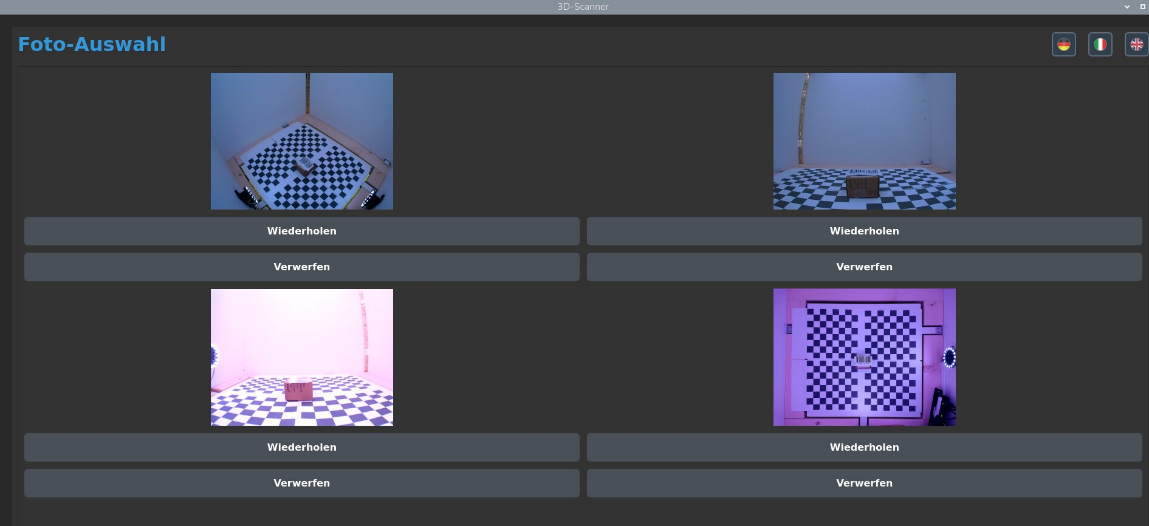 3D-Scanner
Foto-Auswahl
Wiederholen
Wiederholen
Verwerfen
Verwerfen
Wiederholen
Wiederholen
Verwerfen
Verwerfen